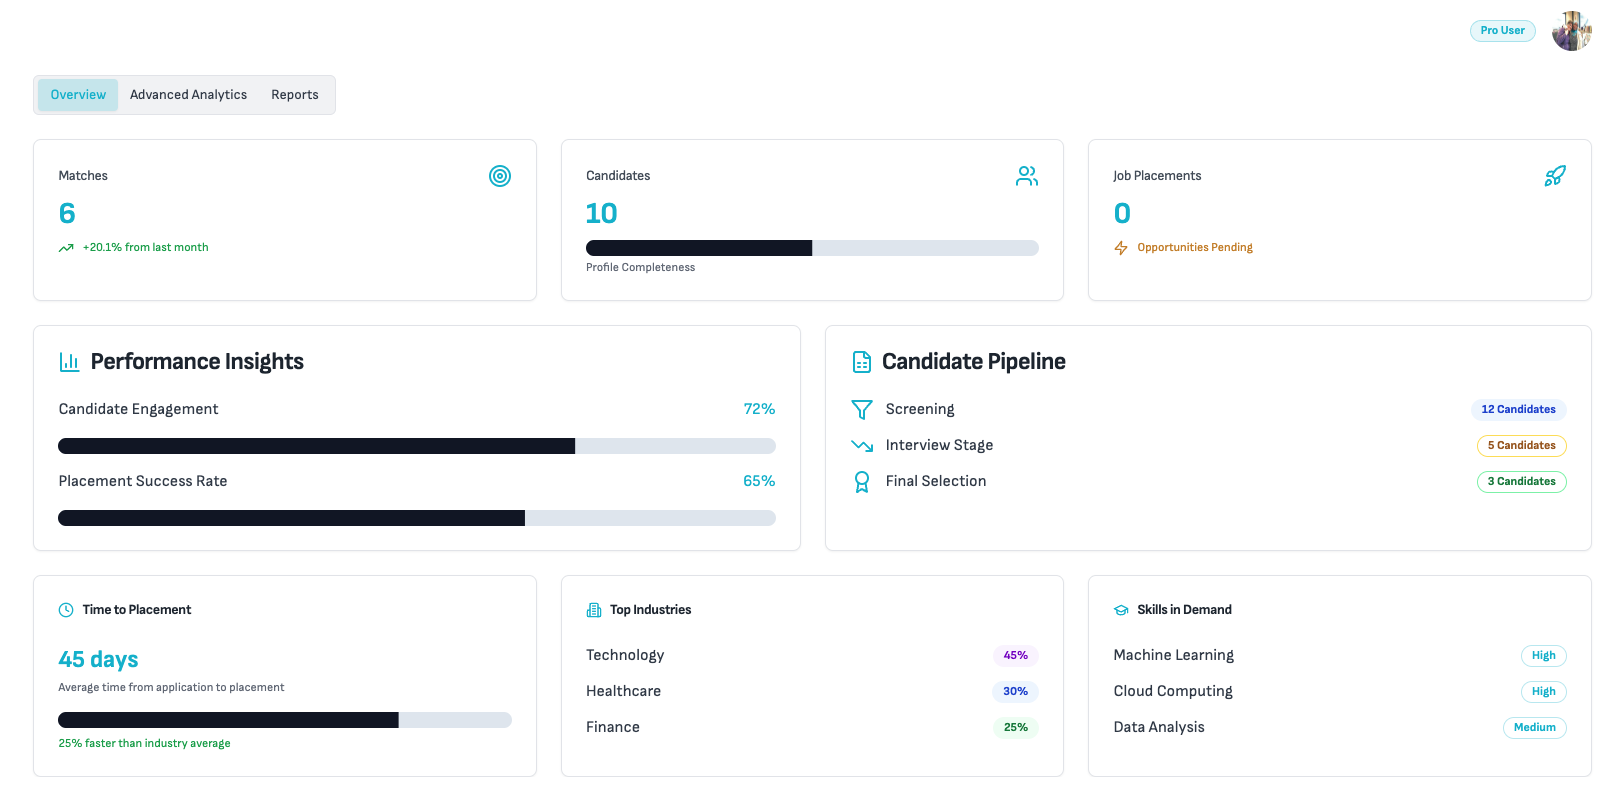 Pro User
Overview Advanced Analytics Reports
Matches
6
+20.1% from last month
Candidates
10
Profile Completeness
Job Placements
0
Opportunities Pending
Performance Insights
Candidate Engagement 72%
Placement Success Rate 65%
Candidate Pipeline
Screening 12 Candidates
Interview Stage 5 Candidates
Final Selection 3 Candidates
Time to Placement
45 days
Average time from application to placement
25% faster than industry average
Top Industries
Technology 45%
Healthcare 30%
Finance 25%
Skills in Demand
Machine Learning High
Cloud Computing High
Data Analysis Medium